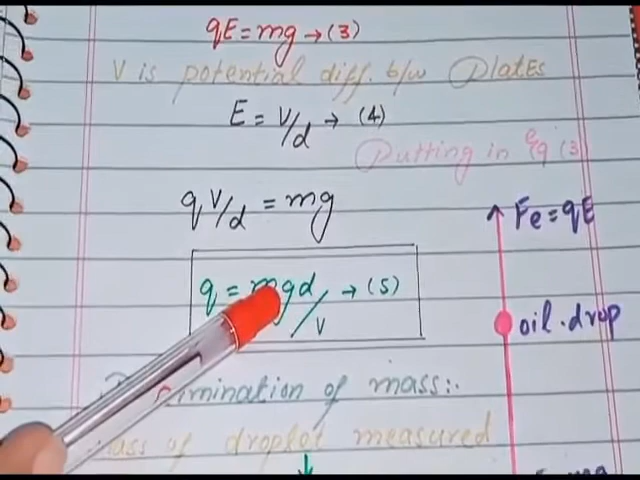 qE = mg → (3)
V is potential diff. b/w Plates
E = V/d → (4)
Putting in Eq (3
q V/d = mg
Fe = qE
q = mgd/V → (5)
oil. drop
mination of mass:.
of droplet measured